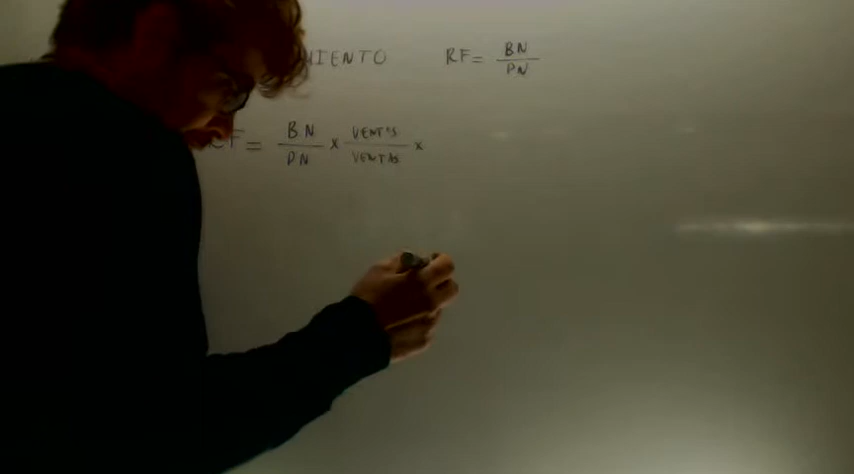 IENTO RF = BN / PN
F = BN / PN x VENTAS / VENTAS x